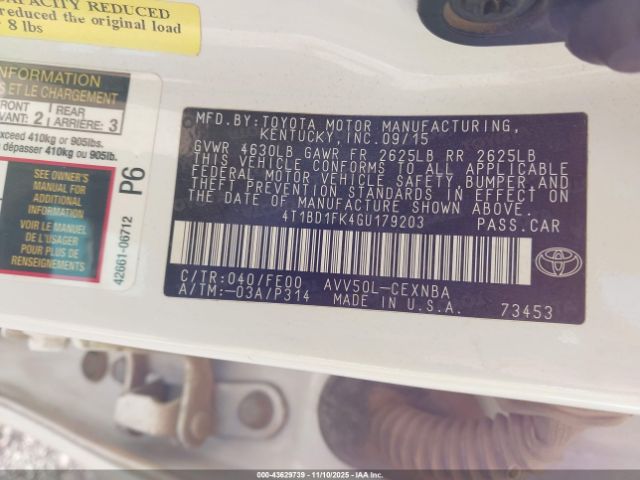 CAPACITY REDUCED
reduced the original load
8 lbs
INFORMATION
ET LE CHARGEMENT
FRONT
AVANT: 2
REAR
ARRIÈRE: 3
exceed 410kg or 905lbs.
dépasser 410kg ou 905lb.
SEE OWNER'S
MANUAL FOR
ADDITIONAL
INFORMATION
VOIR LE MANUEL
DE L'USAGER
POUR PLUS DE
RENSEIGNEMENTS
P6
42661-06712
MFD.BY:TOYOTA MOTOR MANUFACTURING,
KENTUCKY, INC.09/15
GVWR 4630LB GAWR FR 2625LB RR 2625LB
THIS VEHICLE CONFORMS TO ALL APPLICABLE
FEDERAL MOTOR VEHICLE SAFETY, BUMPER,AND
THEFT PREVENTION STANDARDS IN EFFECT ON
THE DATE OF MANUFACTURE SHOWN ABOVE.
4T1BD1FK4GU179203 PASS.CAR
C/TR:040/FE00 AVV50L-CEXNBA
A/TM:-03A/P314 MADE IN U.S.A. 73453
000-43629739 - 11/10/2025 - IAAI, LLC